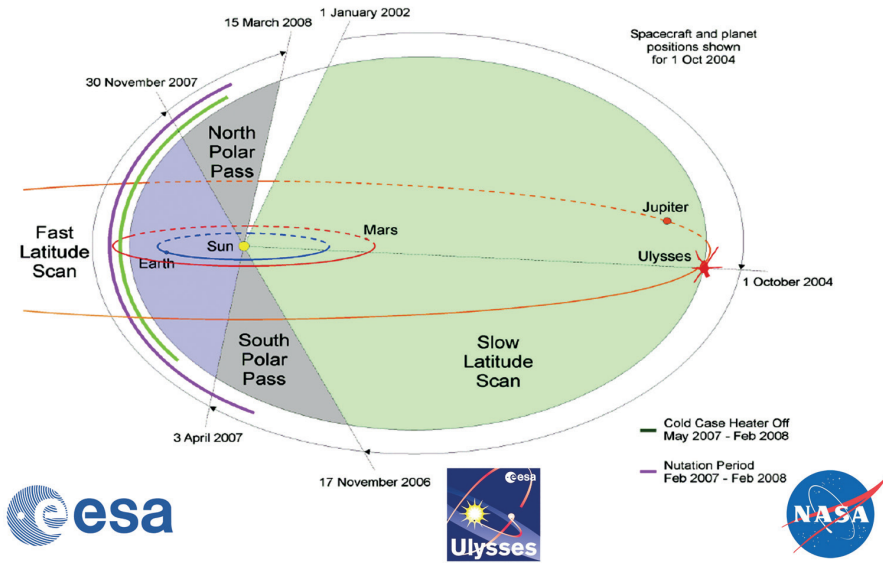 15 March 2008
1 January 2002
Spacecraft and planet
positions shown
for 1 Oct 2004
30 November 2007
North
Polar
Pass
Jupiter
Mars
Fast
Latitude
Scan
Sun
Earth
Ulysses
1 October 2004
South
Polar
Pass
Slow
Latitude
Scan
3 April 2007
17 November 2006
Cold Case Heater Off
May 2007 - Feb 2008
Nutation Period
Feb 2007 - Feb 2008
esa
esa
Ulysses
NASA